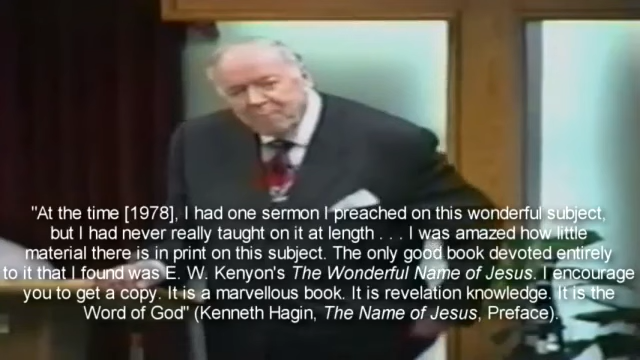 "At the time [1978], I had one sermon I preached on this wonderful subject,
but I had never really taught on it at length . . . I was amazed how little
material there is in print on this subject. The only good book devoted entirely
to it that I found was E. W. Kenyon's The Wonderful Name of Jesus. I encourage
you to get a copy. It is a marvellous book. It is revelation knowledge. It is the
Word of God" (Kenneth Hagin, The Name of Jesus, Preface).